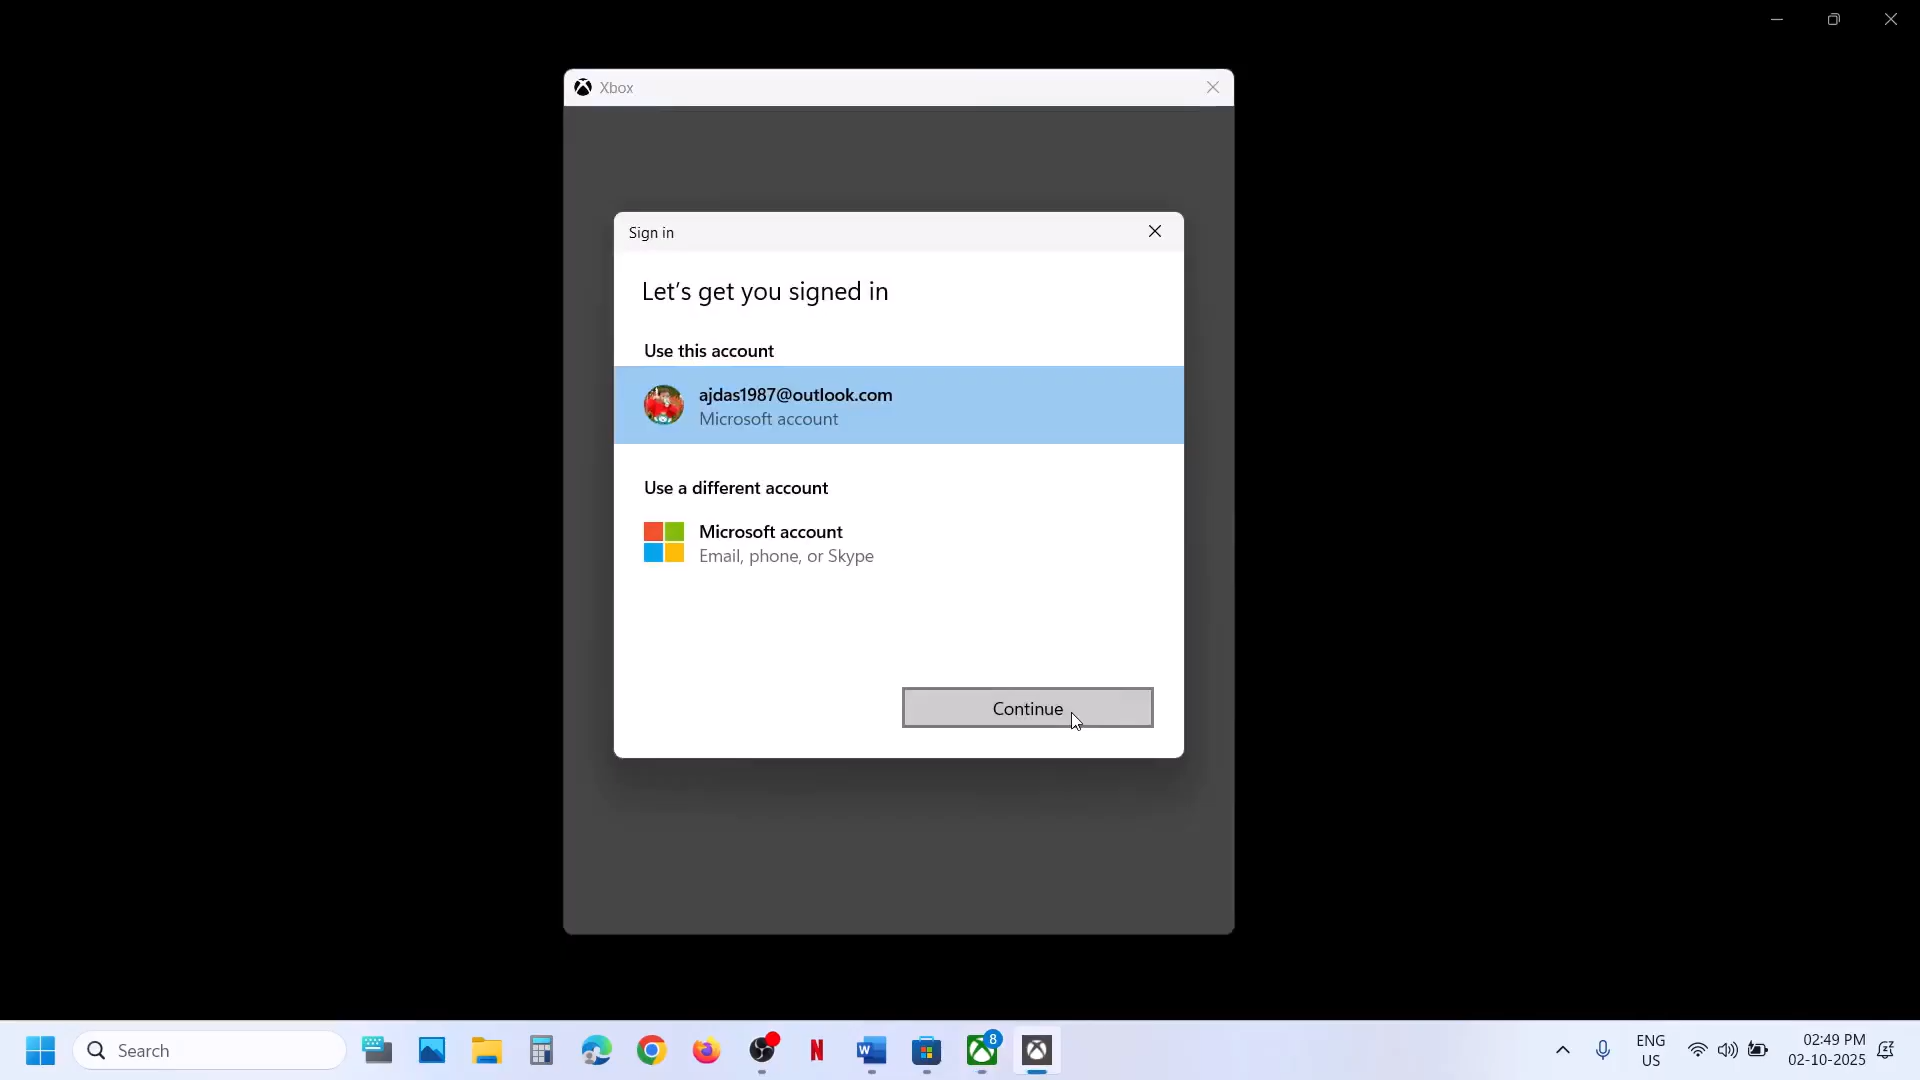 Xbox
Sign in
Let's get you signed in
Use this account
ajdas1987@outlook.com
Microsoft account
Use a different account
Microsoft account
Email, phone, or Skype
Continue
Search
8
ENG
US
02:49 PM
02-10-2025